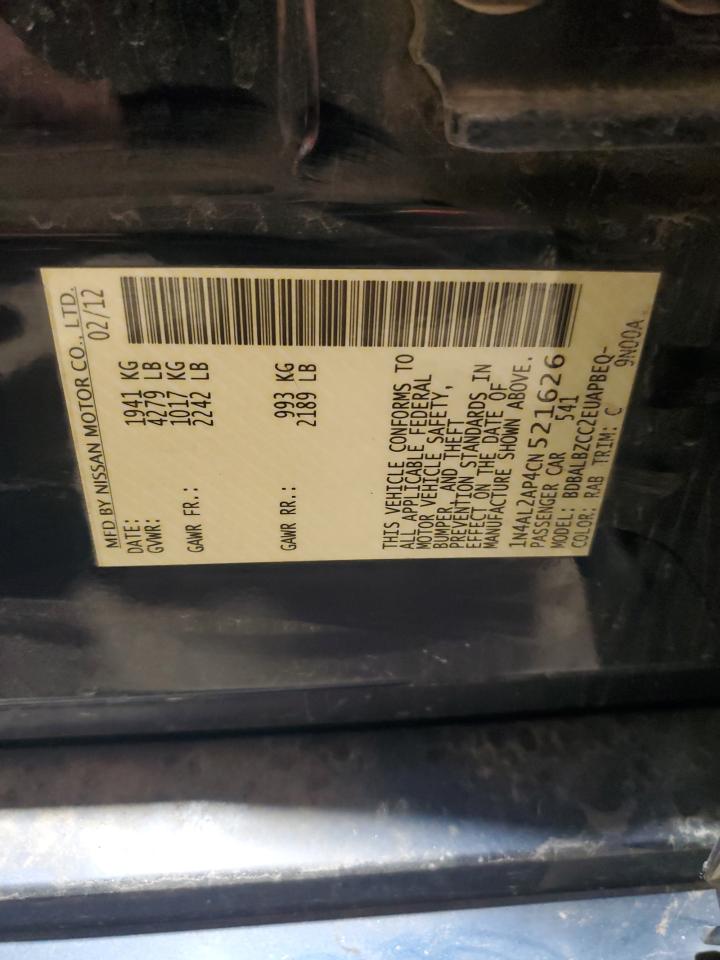 MFD BY NISSAN MOTOR CO., LTD.
DATE: 02/12
GVWR: 1941 KG
4279 LB
GAWR FR.: 1017 KG
2242 LB
GAWR RR.: 993 KG
2189 LB
THIS VEHICLE CONFORMS TO
ALL APPLICABLE FEDERAL
MOTOR VEHICLE SAFETY,
BUMPER, AND THEFT
PREVENTION STANDARDS IN
EFFECT ON THE DATE OF
MANUFACTURE SHOWN ABOVE.
1N4AL2AP4CN521626
PASSENGER CAR 541
MODEL: BDBALBZCC2EUAPBEQ-
COLOR: RAB TRIM: C 9N00A